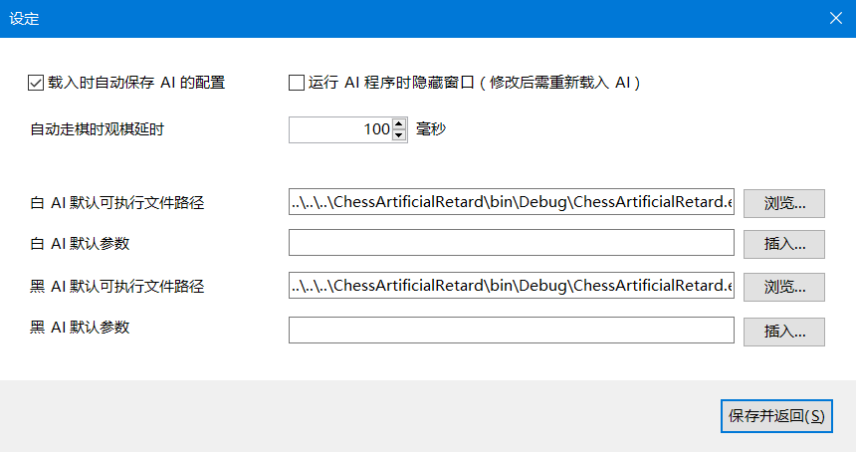 设定
载入时自动保存 AI 的配置
运行 AI 程序时隐藏窗口 ( 修改后需重新载入 AI )
自动走棋时观棋延时
100
毫秒
白 AI 默认可执行文件路径
..\..\..\ChessArtificialRetard\bin\Debug\ChessArtificialRetard.e
浏览...
白 AI 默认参数
插入...
黑 AI 默认可执行文件路径
..\..\..\ChessArtificialRetard\bin\Debug\ChessArtificialRetard.e
浏览...
黑 AI 默认参数
插入...
保存并返回(S)